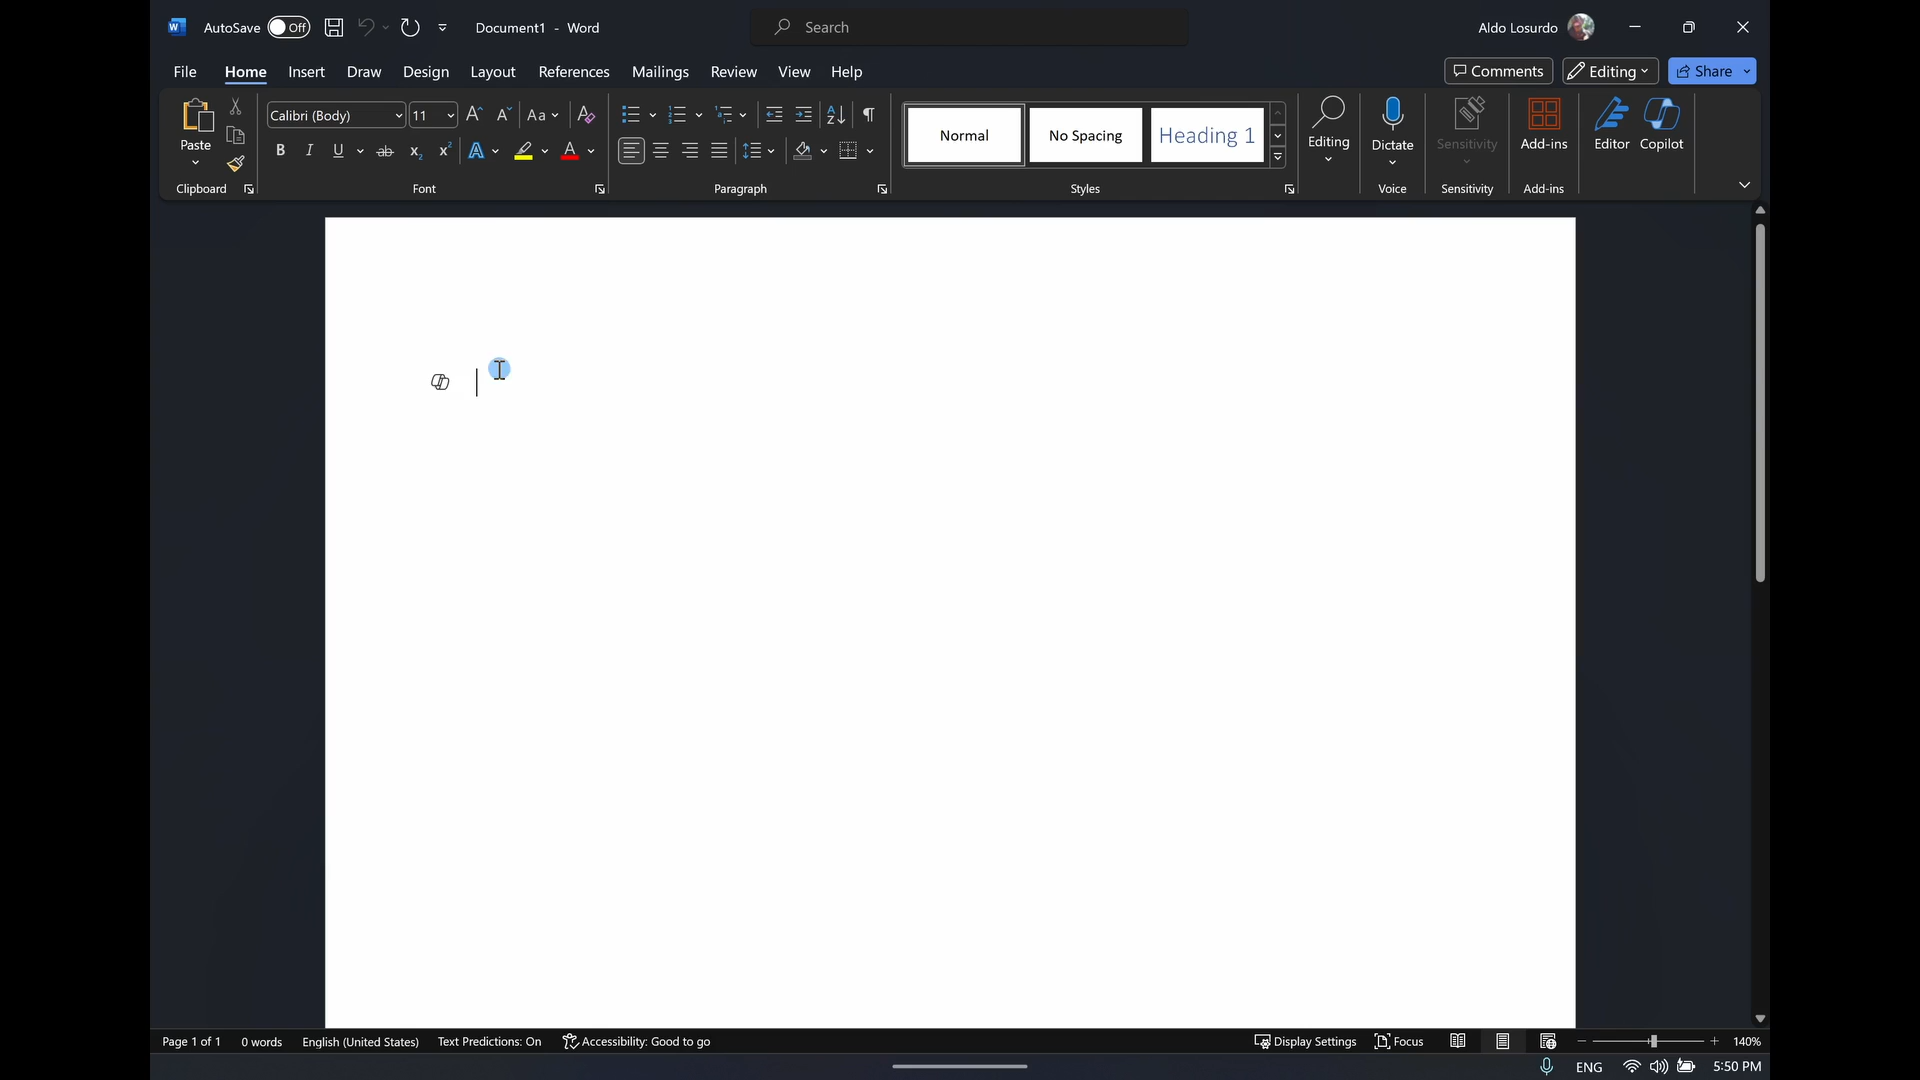 AutoSave Off Document1 - Word Search Aldo Losurdo
File Home Insert Draw Design Layout References Mailings Review View Help Comments Editing Share
Calibri (Body) 11 Aa
Paste B I U ab x2 x2 A A Normal No Spacing Heading 1 Editing Dictate Sensitivity Add-ins Editor Copilot
Clipboard Font Paragraph Styles Voice Sensitivity Add-ins
Page 1 of 1 0 words English (United States) Text Predictions: On Accessibility: Good to go Display Settings Focus 140%
ENG 5:50 PM